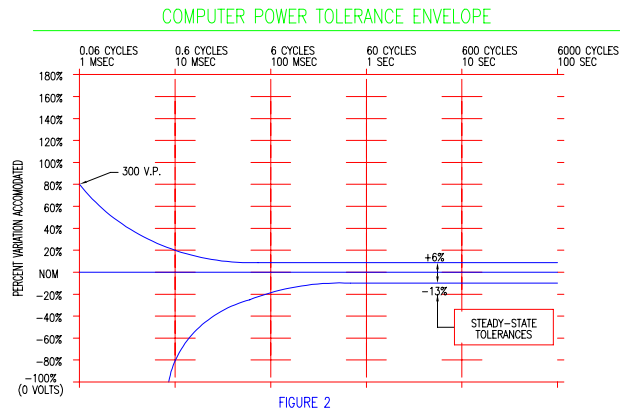 COMPUTER POWER TOLERANCE ENVELOPE
0.06 CYCLES
1 MSEC
0.6 CYCLES
10 MSEC
6 CYCLES
100 MSEC
60 CYCLES
1 SEC
600 CYCLES
10 SEC
6000 CYCLES
100 SEC
PERCENT VARIATION ACCOMODATED
180%
160%
140%
120%
100%
80%
60%
40%
20%
NOM
-20%
-40%
-60%
-80%
-100%
(0 VOLTS)
300 V.P.
+6%
-13%
STEADY-STATE
TOLERANCES
FIGURE 2